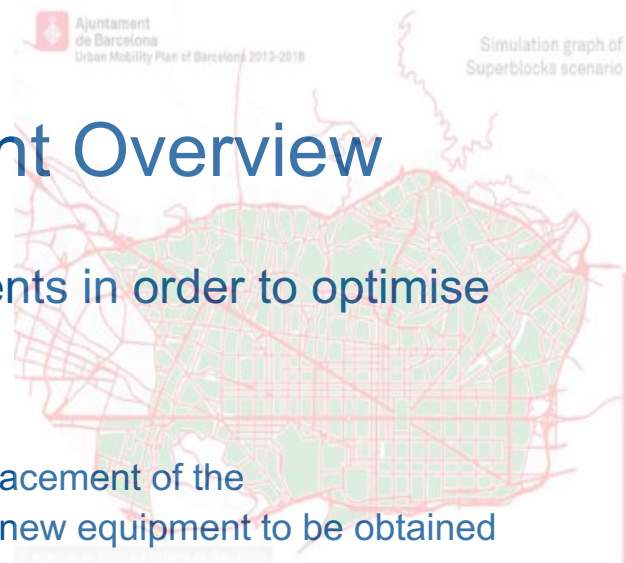 Ajuntament
de Barcelona
Urban Mobility Plan of Barcelona 2013-2018
Simulation graph of
Superblocks scenario
nt Overview
ents in order to optimise
acement of the
new equipment to be obtained